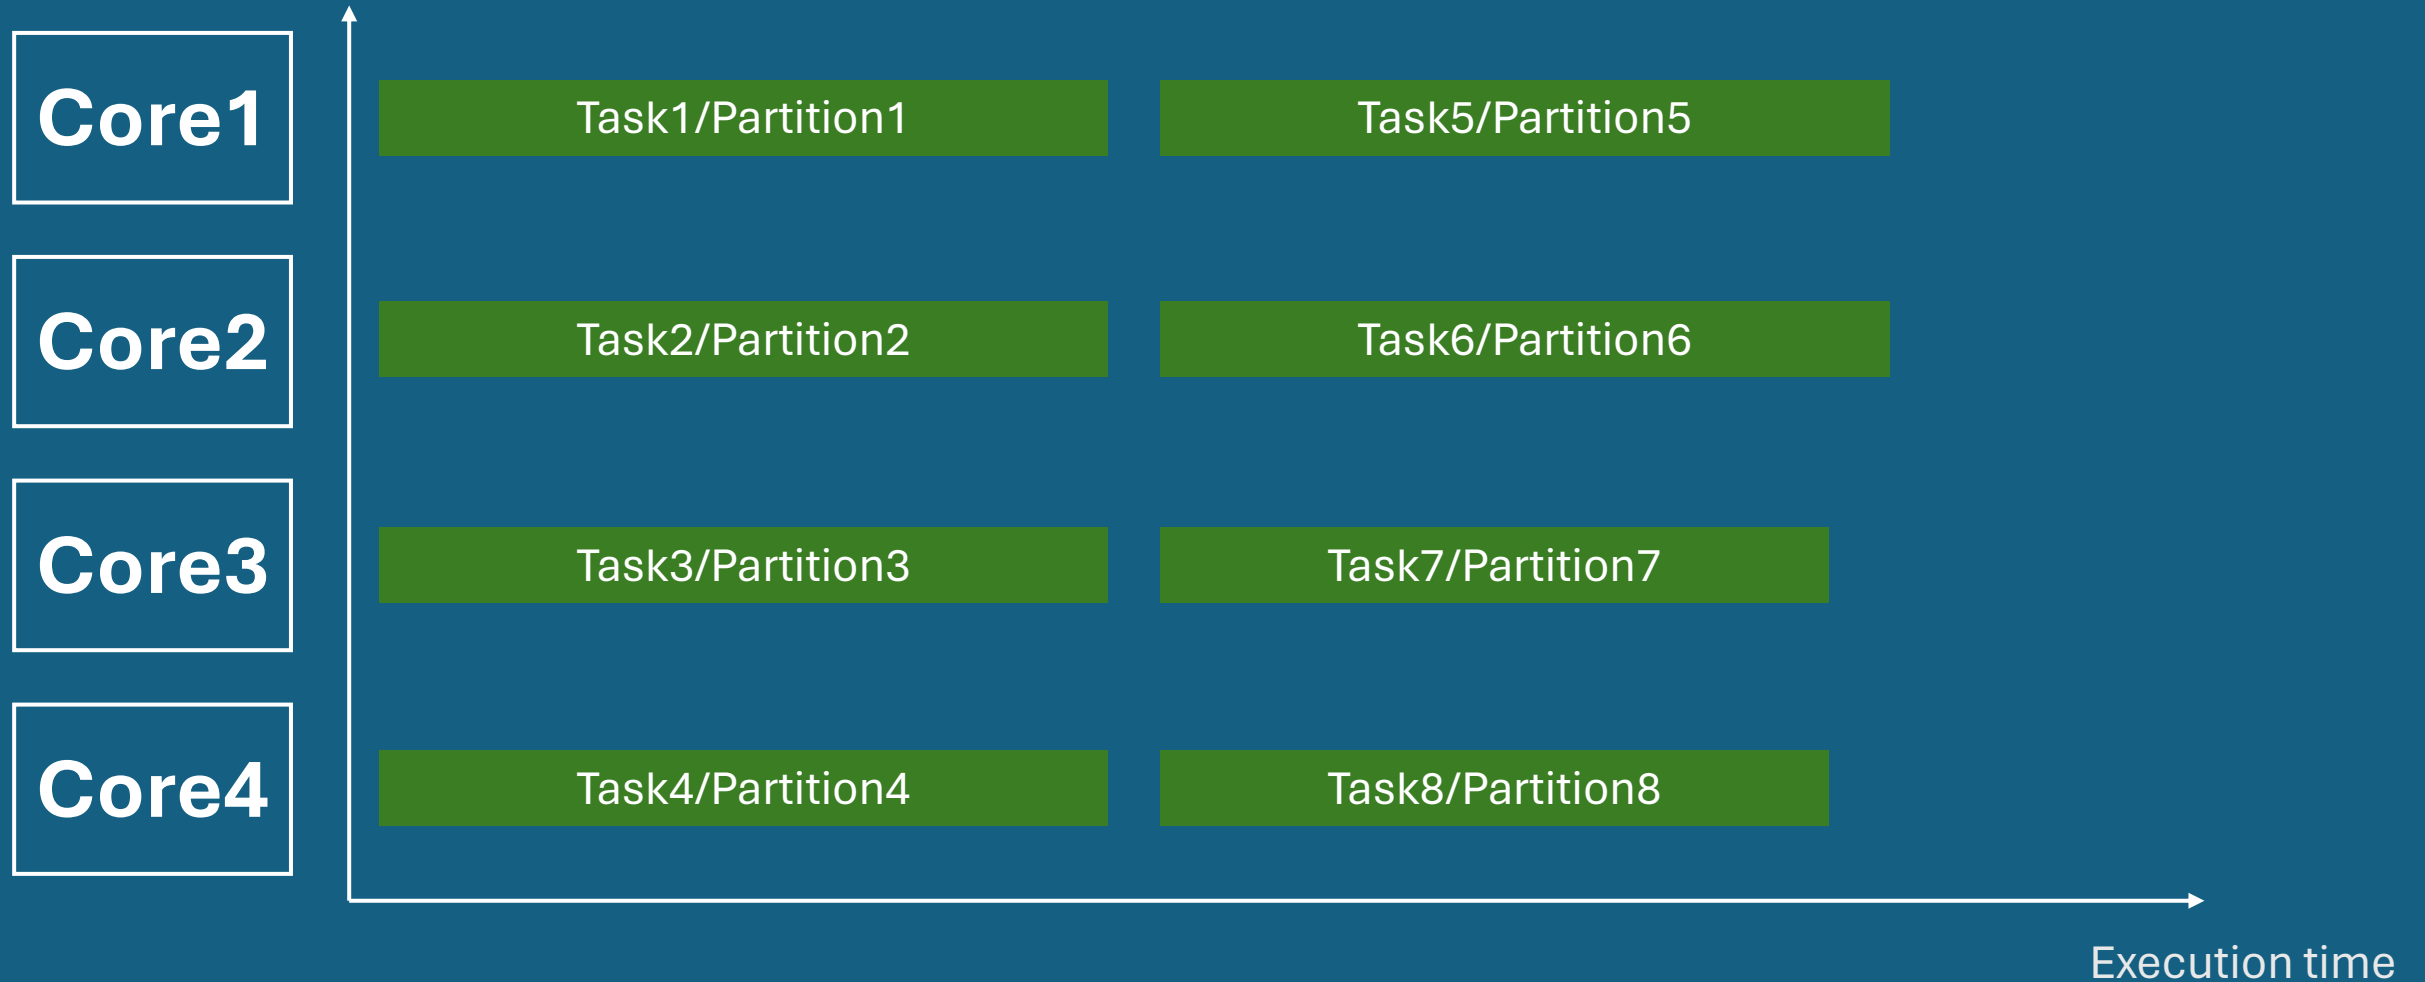 Core1
Task1/Partition1
Task5/Partition5
Core2
Task2/Partition2
Task6/Partition6
Core3
Task3/Partition3
Task7/Partition7
Core4
Task4/Partition4
Task8/Partition8
Execution time